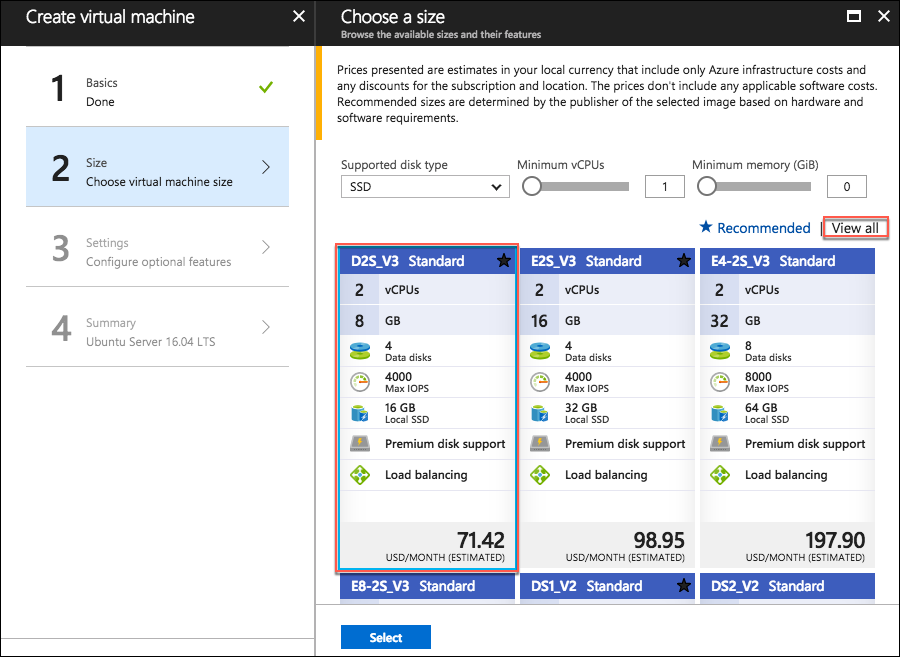 Create virtual machine
1
Basics
Done
2
Size
Choose virtual machine size
3
Settings
Configure optional features
4
Summary
Ubuntu Server 16.04 LTS
Choose a size
Browse the available sizes and their features
Prices presented are estimates in your local currency that include only Azure infrastructure costs and
any discounts for the subscription and location. The prices don't include any applicable software costs.
Recommended sizes are determined by the publisher of the selected image based on hardware and
software requirements.
Supported disk type
SSD
Minimum vCPUs
1
Minimum memory (GiB)
0
Recommended | View all
D2S_V3 Standard
2 vCPUs
8 GB
4
Data disks
4000
Max IOPS
16 GB
Local SSD
Premium disk support
Load balancing
71.42
USD/MONTH (ESTIMATED)
E2S_V3 Standard
2 vCPUs
16 GB
4
Data disks
4000
Max IOPS
32 GB
Local SSD
Premium disk support
Load balancing
98.95
USD/MONTH (ESTIMATED)
E4-2S_V3 Standard
2 vCPUs
32 GB
8
Data disks
8000
Max IOPS
64 GB
Local SSD
Premium disk support
Load balancing
197.90
USD/MONTH (ESTIMATED)
E8-2S_V3 Standard
DS1_V2 Standard
DS2_V2 Standard
Select